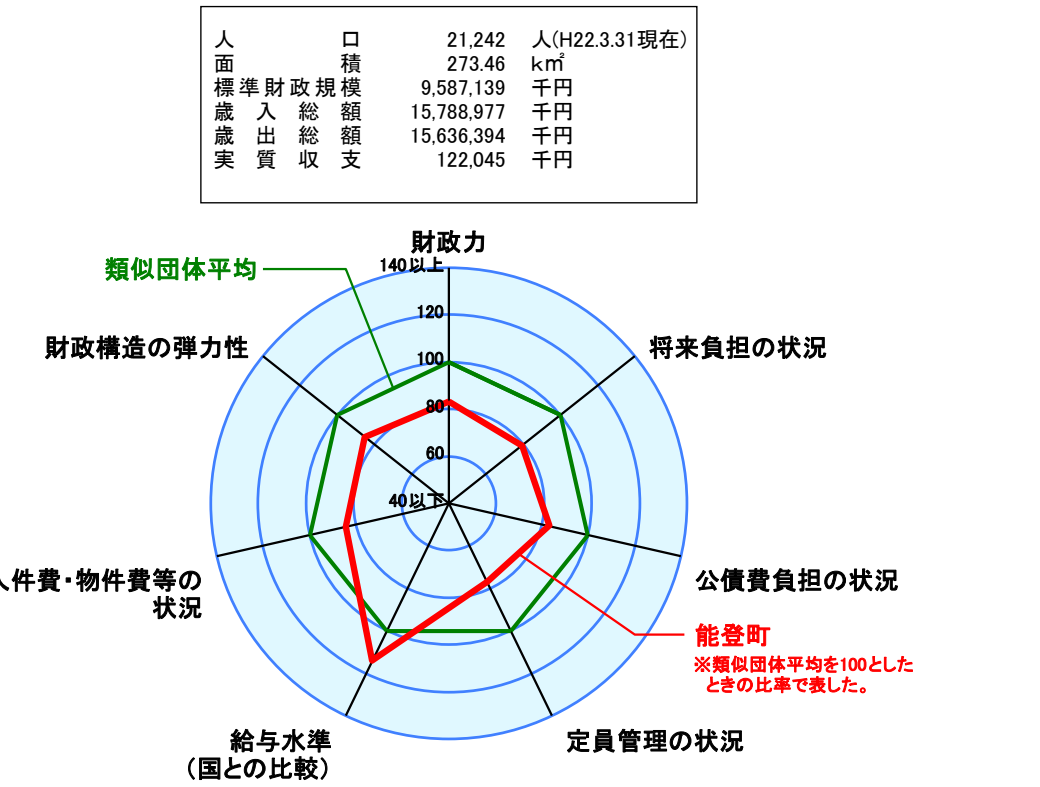 人口 21,242 人(H22.3.31現在)
面積 273.46 k㎡
標準財政規模 9,587,139 千円
歳入総額 15,788,977 千円
歳出総額 15,636,394 千円
実質収支 122,045 千円
財政力
140以上
類似団体平均
120
財政構造の弾力性
将来負担の状況
100
80
60
40以下
人件費・物件費等の
状況
公債費負担の状況
能登町
※類似団体平均を100とした
ときの比率で表した。
給与水準
（国との比較）
定員管理の状況